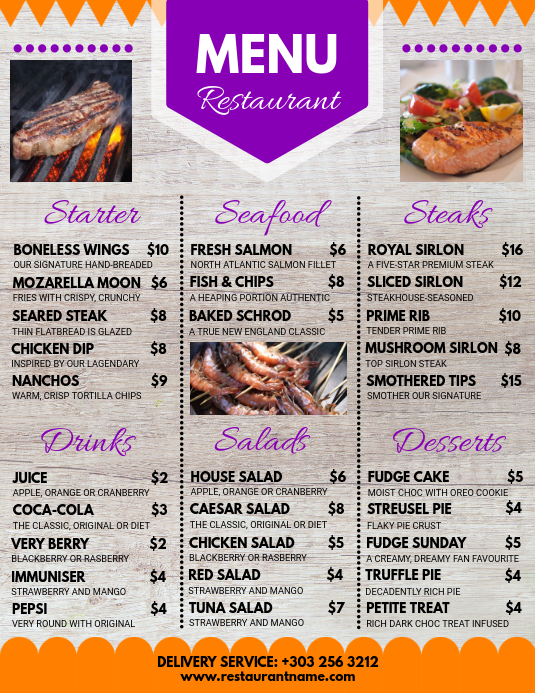 MENU
Restaurant
Starter
BONELESS WINGS $10
OUR SIGNATURE HAND-BREADED
MOZARELLA MOON $6
FRIES WITH CRISPY, CRUNCHY
SEARED STEAK $8
THIN FLATBREAD IS GLAZED
CHICKEN DIP $8
INSPIRED BY OUR LEGENDARY
NANCHOS $9
WARM, CRISP TORTILLA CHIPS
Seafood
FRESH SALMON $6
NORTH ATLANTIC SALMON FILLET
FISH & CHIPS $8
A HEAPING PORTION AUTHENTIC
BAKED SCHROD $5
A TRUE NEW ENGLAND CLASSIC
Steaks
ROYAL SIRLON $16
A FIVE-STAR PREMIUM STEAK
SLICED SIRLON $12
STEAKHOUSE-SEASONED
PRIME RIB $10
TENDER PRIME RIB
MUSHROOM SIRLON $8
TOP SIRLON STEAK
SMOTHERED TIPS $15
SMOTHER OUR SIGNATURE
Drinks
JUICE $2
APPLE, ORANGE OR CRANBERRY
COCA-COLA $3
THE CLASSIC, ORIGINAL OR DIET
VERY BERRY $2
BLACKBERRY OR RASBERRY
IMMUNISER $4
STRAWBERRY AND MANGO
PEPSI $4
VERY ROUND WITH ORIGINAL
Salads
HOUSE SALAD $6
APPLE, ORANGE OR CRANBERRY
CAESAR SALAD $8
THE CLASSIC, ORIGINAL OR DIET
CHICKEN SALAD $5
BLACKBERRY OR RASBERRY
RED SALAD $4
STRAWBERRY AND MANGO
TUNA SALAD $7
STRAWBERRY AND MANGO
Desserts
FUDGE CAKE $5
MOIST CHOC WITH OREO COOKIE
STREUSEL PIE $4
FLAKY PIE CRUST
FUDGE SUNDAY $5
A CREAMY, DREAMY FAN FAVOURITE
TRUFFLE PIE $4
DECADENTLY RICH PIE
PETITE TREAT $4
RICH DARK CHOC TREAT INFUSED
DELIVERY SERVICE: +303 256 3212
www.restaurantname.com